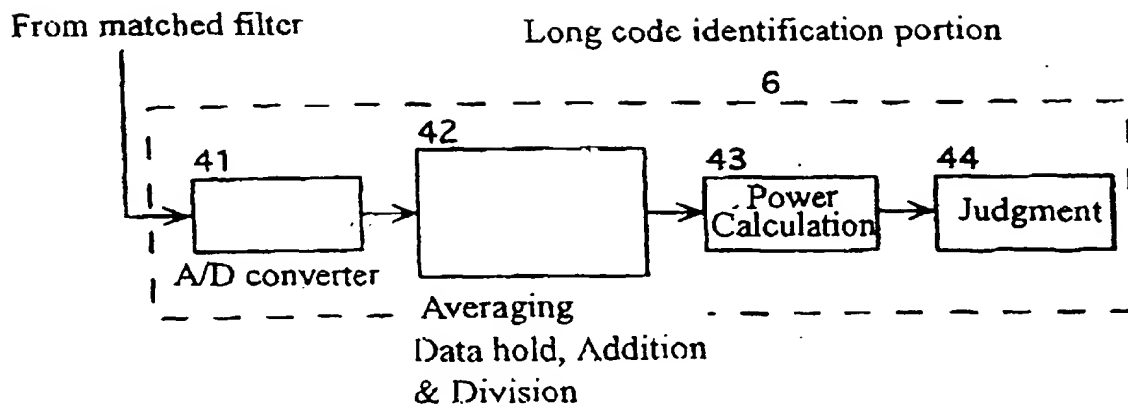 From matched filter
Long code identification portion
6
41
42
43
44
Power
Calculation
Judgment
A/D converter
Averaging
Data hold, Addition
& Division